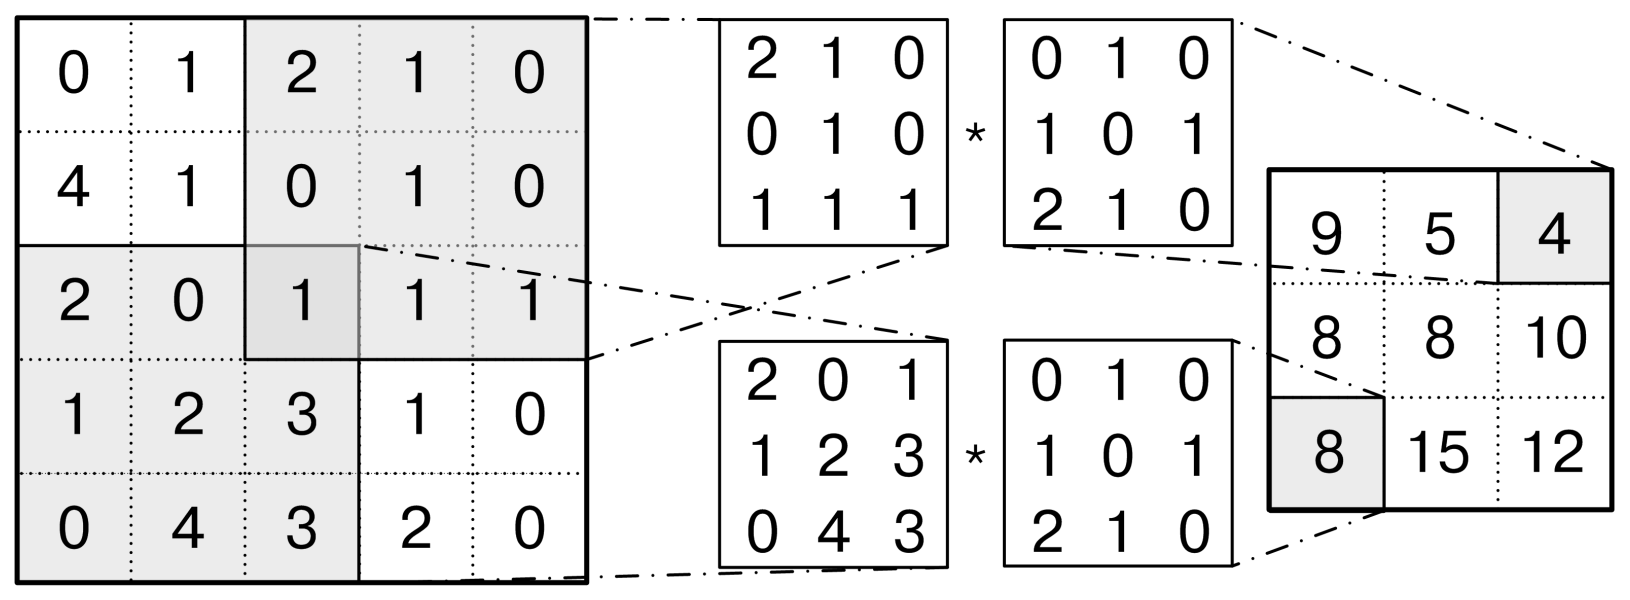 0 1 2 1 0
4 1 0 1 0
2 0 1 1 1
1 2 3 1 0
0 4 3 2 0
2 1 0
0 1 0
1 1 1
*
0 1 0
1 0 1
2 1 0
2 0 1
1 2 3
0 4 3
*
0 1 0
1 0 1
2 1 0
9 5 4
8 8 10
8 15 12